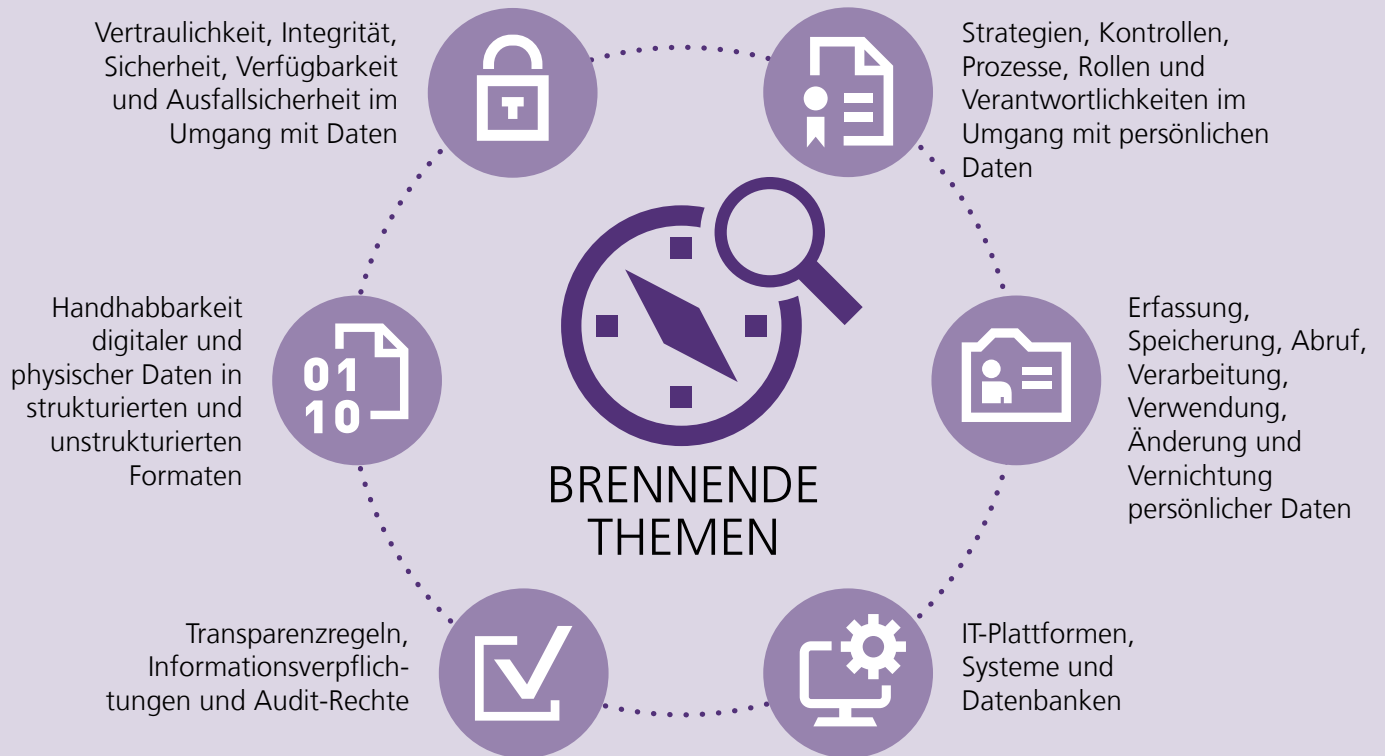 Vertraulichkeit, Integrität,
Sicherheit, Verfügbarkeit
und Ausfallsicherheit im
Umgang mit Daten
Strategien, Kontrollen,
Prozesse, Rollen und
Verantwortlichkeiten im
Umgang mit persönlichen
Daten
Handhabbarkeit
digitaler und
physischer Daten in
strukturierten und
unstrukturierten
Formaten
01
10
Erfassung,
Speicherung, Abruf,
Verarbeitung,
Verwendung,
Änderung und
Vernichtung
persönlicher Daten
BRENNENDE
THEMEN
Transparenzregeln,
Informationsverpflich-
tungen und Audit-Rechte
IT-Plattformen,
Systeme und
Datenbanken